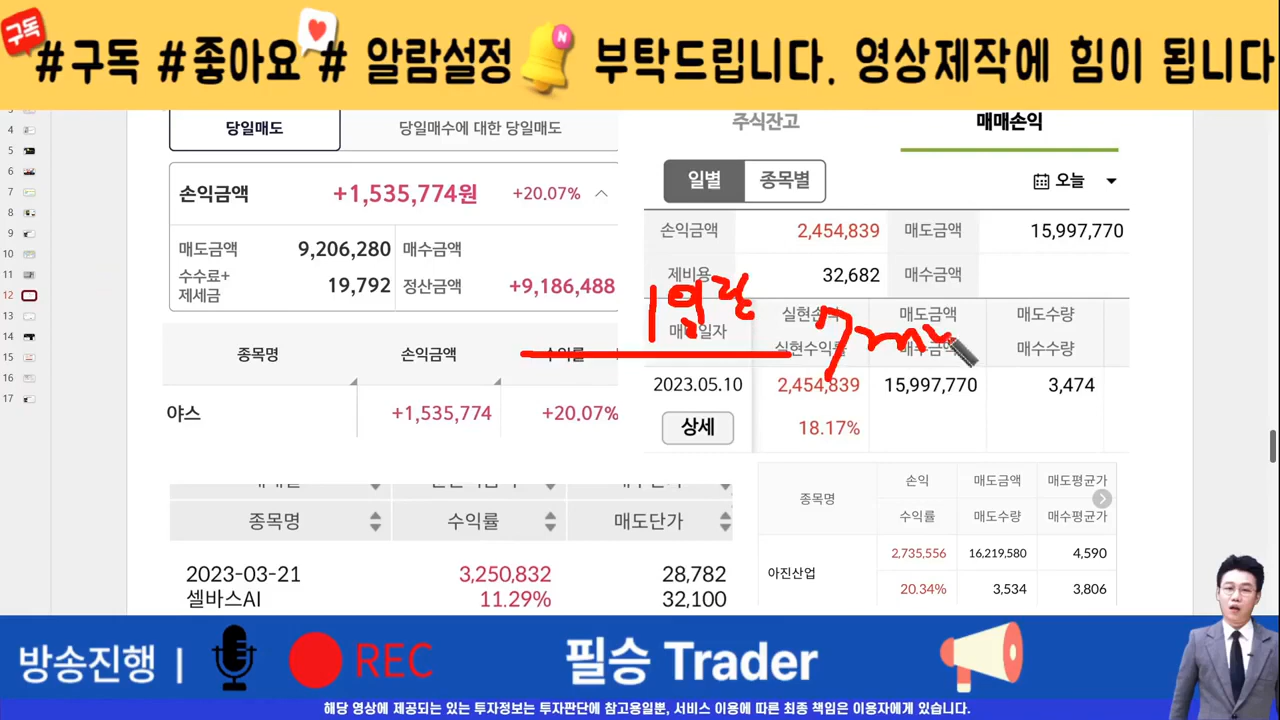 구독
#구독 #좋아요 # 알람설정 N 부탁드립니다. 영상제작에 힘이 됩니다
4
5
6
7
8
9
10
11
12
13
14
15
16
17
당일매도
당일매수에 대한 당일매도
손익금액 +1,535,774원 +20.07%
매도금액 9,206,280 매수금액
수수료+
제세금 19,792 정산금액 +9,186,488
종목명 손익금액 수익률
야스 +1,535,774 +20.07%
종목명 수익률 매도단가
2023-03-21 3,250,832 28,782
셀바스AI 11.29% 32,100
주식잔고 매매손익
일별 종목별 오늘
손익금액 2,454,839 매도금액 15,997,770
제비용 32,682 매수금액
매매일자 실현손익 매도금액 매도수량
실현수익률 매수금액 매수수량
2023.05.10 2,454,839 15,997,770 3,474
상세 18.17%
종목명 손익 매도금액 매도평균가
수익률 매도수량 매수평균가
아진산업 2,735,556 16,219,580 4,590
20.34% 3,534 3,806
방송진행 | REC 필승 Trader
해당 영상에 제공되는 있는 투자정보는 투자판단에 참고용일뿐, 서비스 이용에 따른 최종 책임은 이용자에게 있습니다.